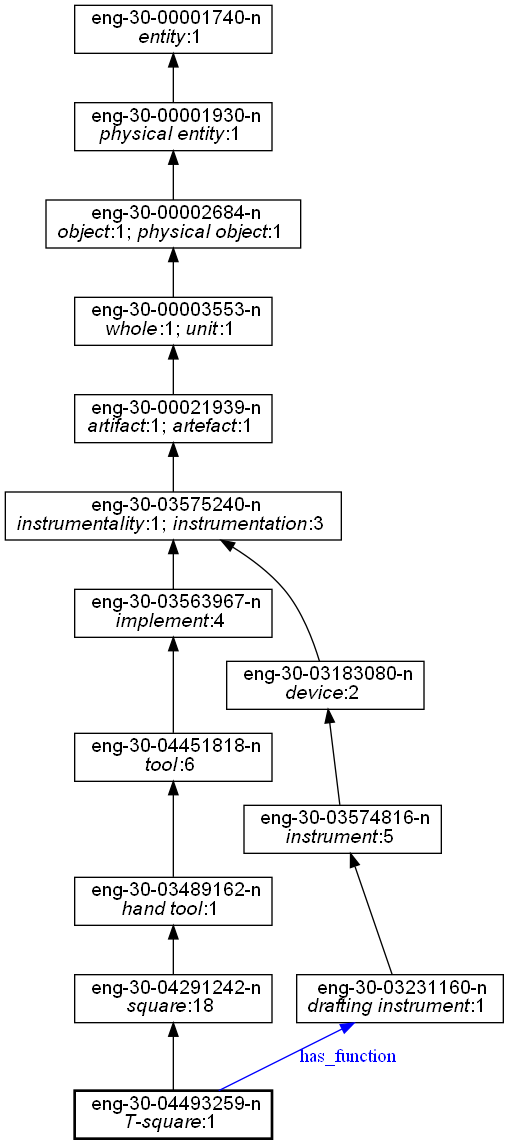 eng-30-00001740-n
entity:1
eng-30-00001930-n
physical entity:1
eng-30-00002684-n
object:1; physical object:1
eng-30-00003553-n
whole:1; unit:1
eng-30-00021939-n
artifact:1; artefact:1
eng-30-03575240-n
instrumentality:1; instrumentation:3
eng-30-03563967-n
implement:4
eng-30-03183080-n
device:2
eng-30-04451818-n
tool:6
eng-30-03574816-n
instrument:5
eng-30-03489162-n
hand tool:1
eng-30-04291242-n
square:18
eng-30-03231160-n
drafting instrument:1
has_function
eng-30-04493259-n
T-square:1